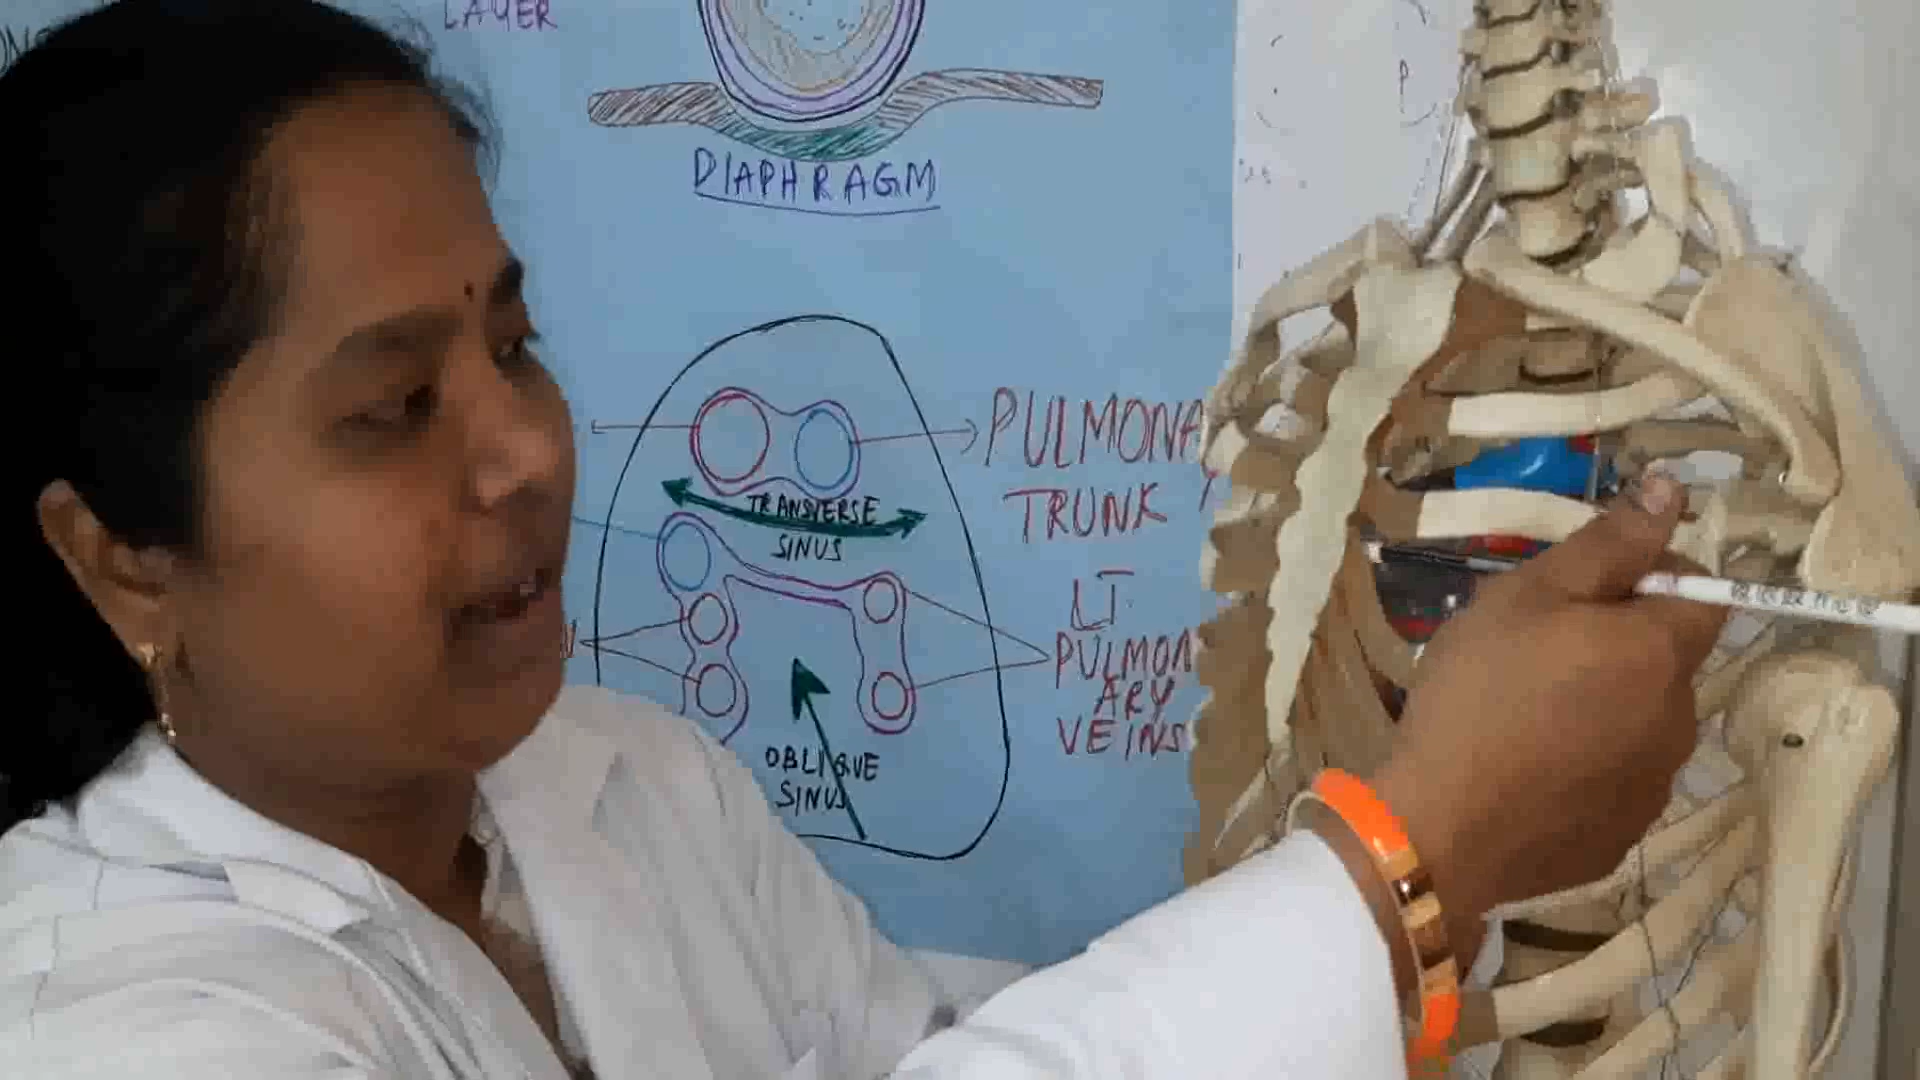 LAYER
DIAPHRAGM
PULMONA
TRUNK
TRANSVERSE
SINUS
LT
PULMON
ARY
VEINS
OBLIQUE
SINUS